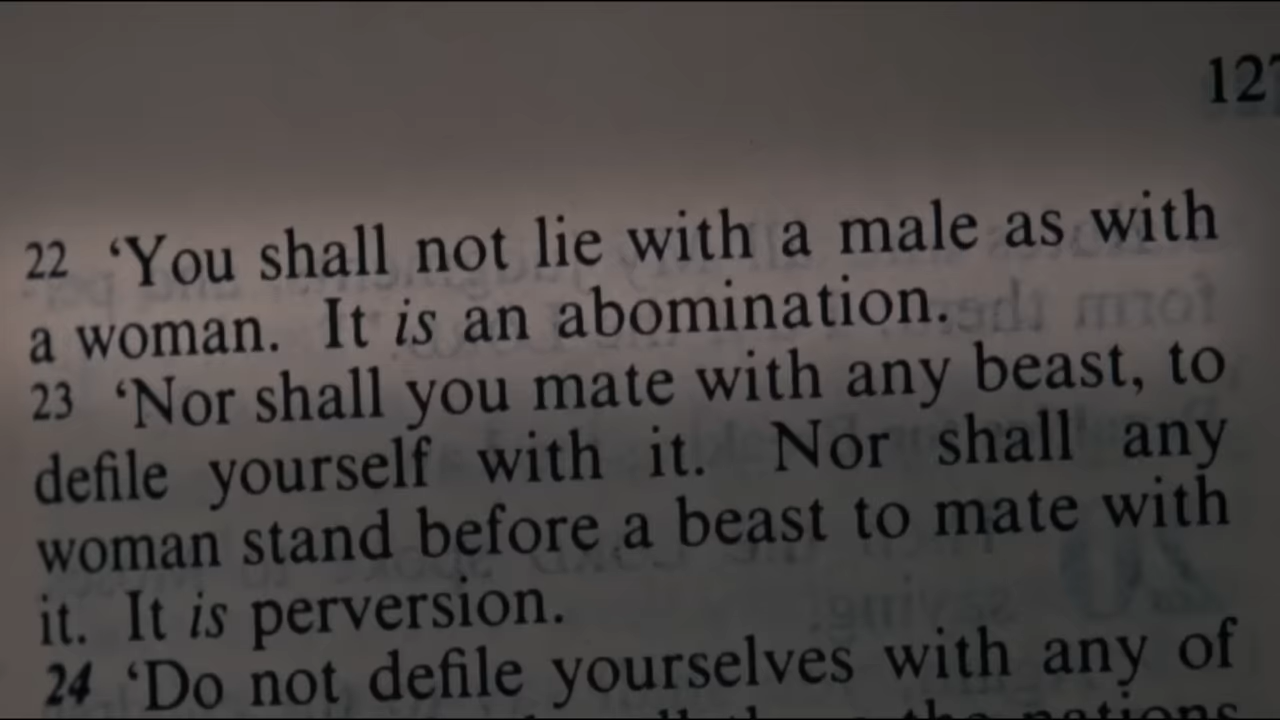 127
22 ‘You shall not lie with a male as with
a woman. It is an abomination.
23 ‘Nor shall you mate with any beast, to
defile yourself with it. Nor shall any
woman stand before a beast to mate with
it. It is perversion.
24 ‘Do not defile yourselves with any of
the nations